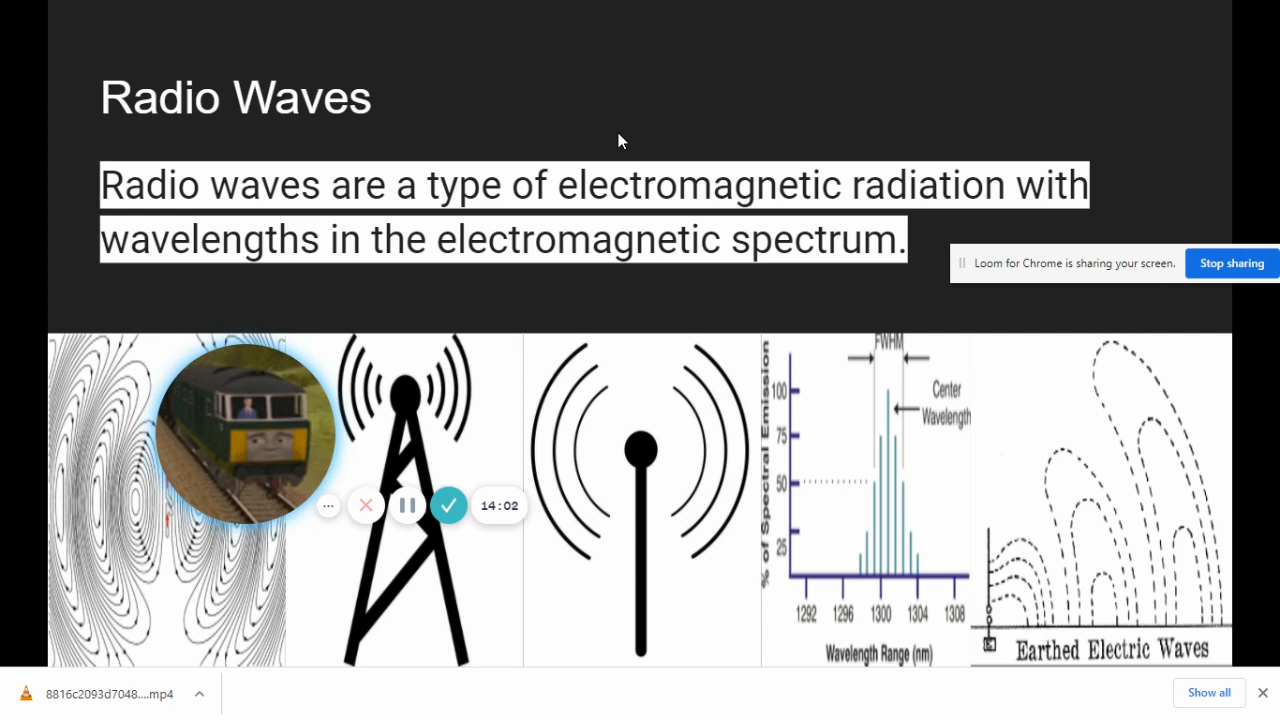 Radio Waves
Radio waves are a type of electromagnetic radiation with
wavelengths in the electromagnetic spectrum.
Loom for Chrome is sharing your screen.
Stop sharing
14:02
% of Spectral Emission
FWHM
Center
Wavelength
100
75
50
25
1292 1296 1300 1304 1308
Wavelength Range (nm)
Earthed Electric Waves
8816c2093d7048....mp4
Show all